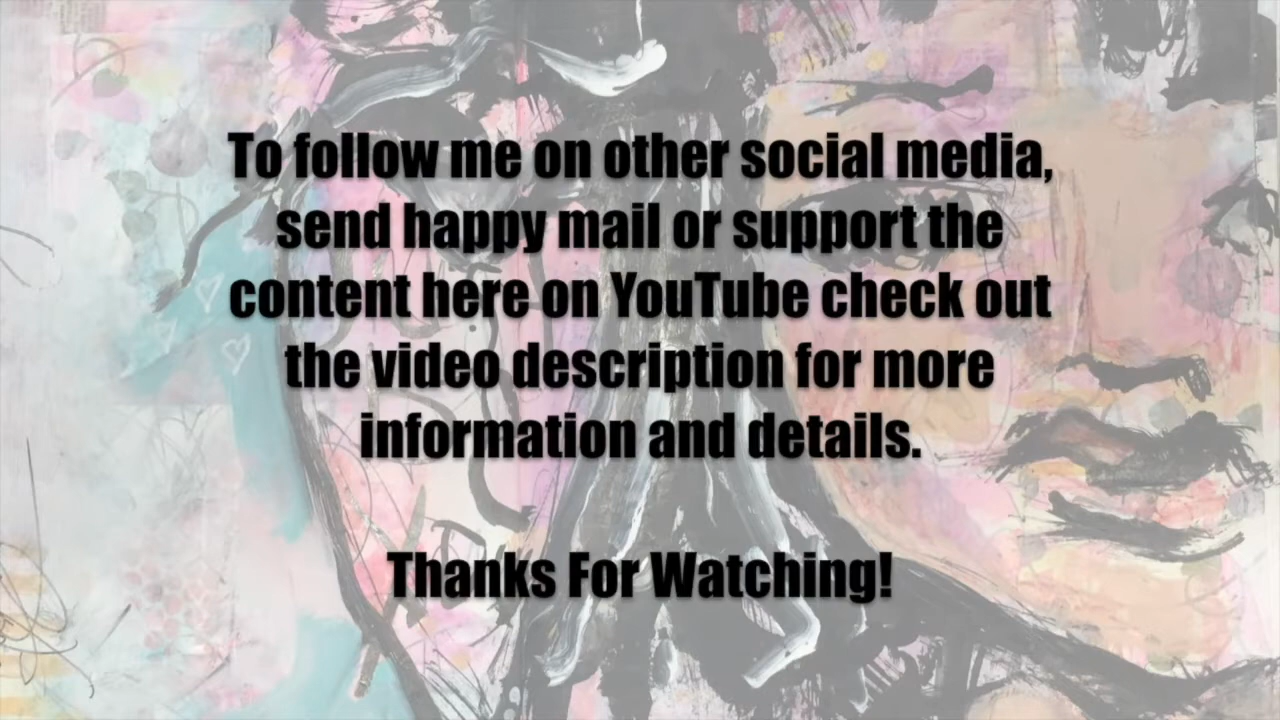 To follow me on other social media,
send happy mail or support the
content here on YouTube check out
the video description for more
information and details.
Thanks For Watching!